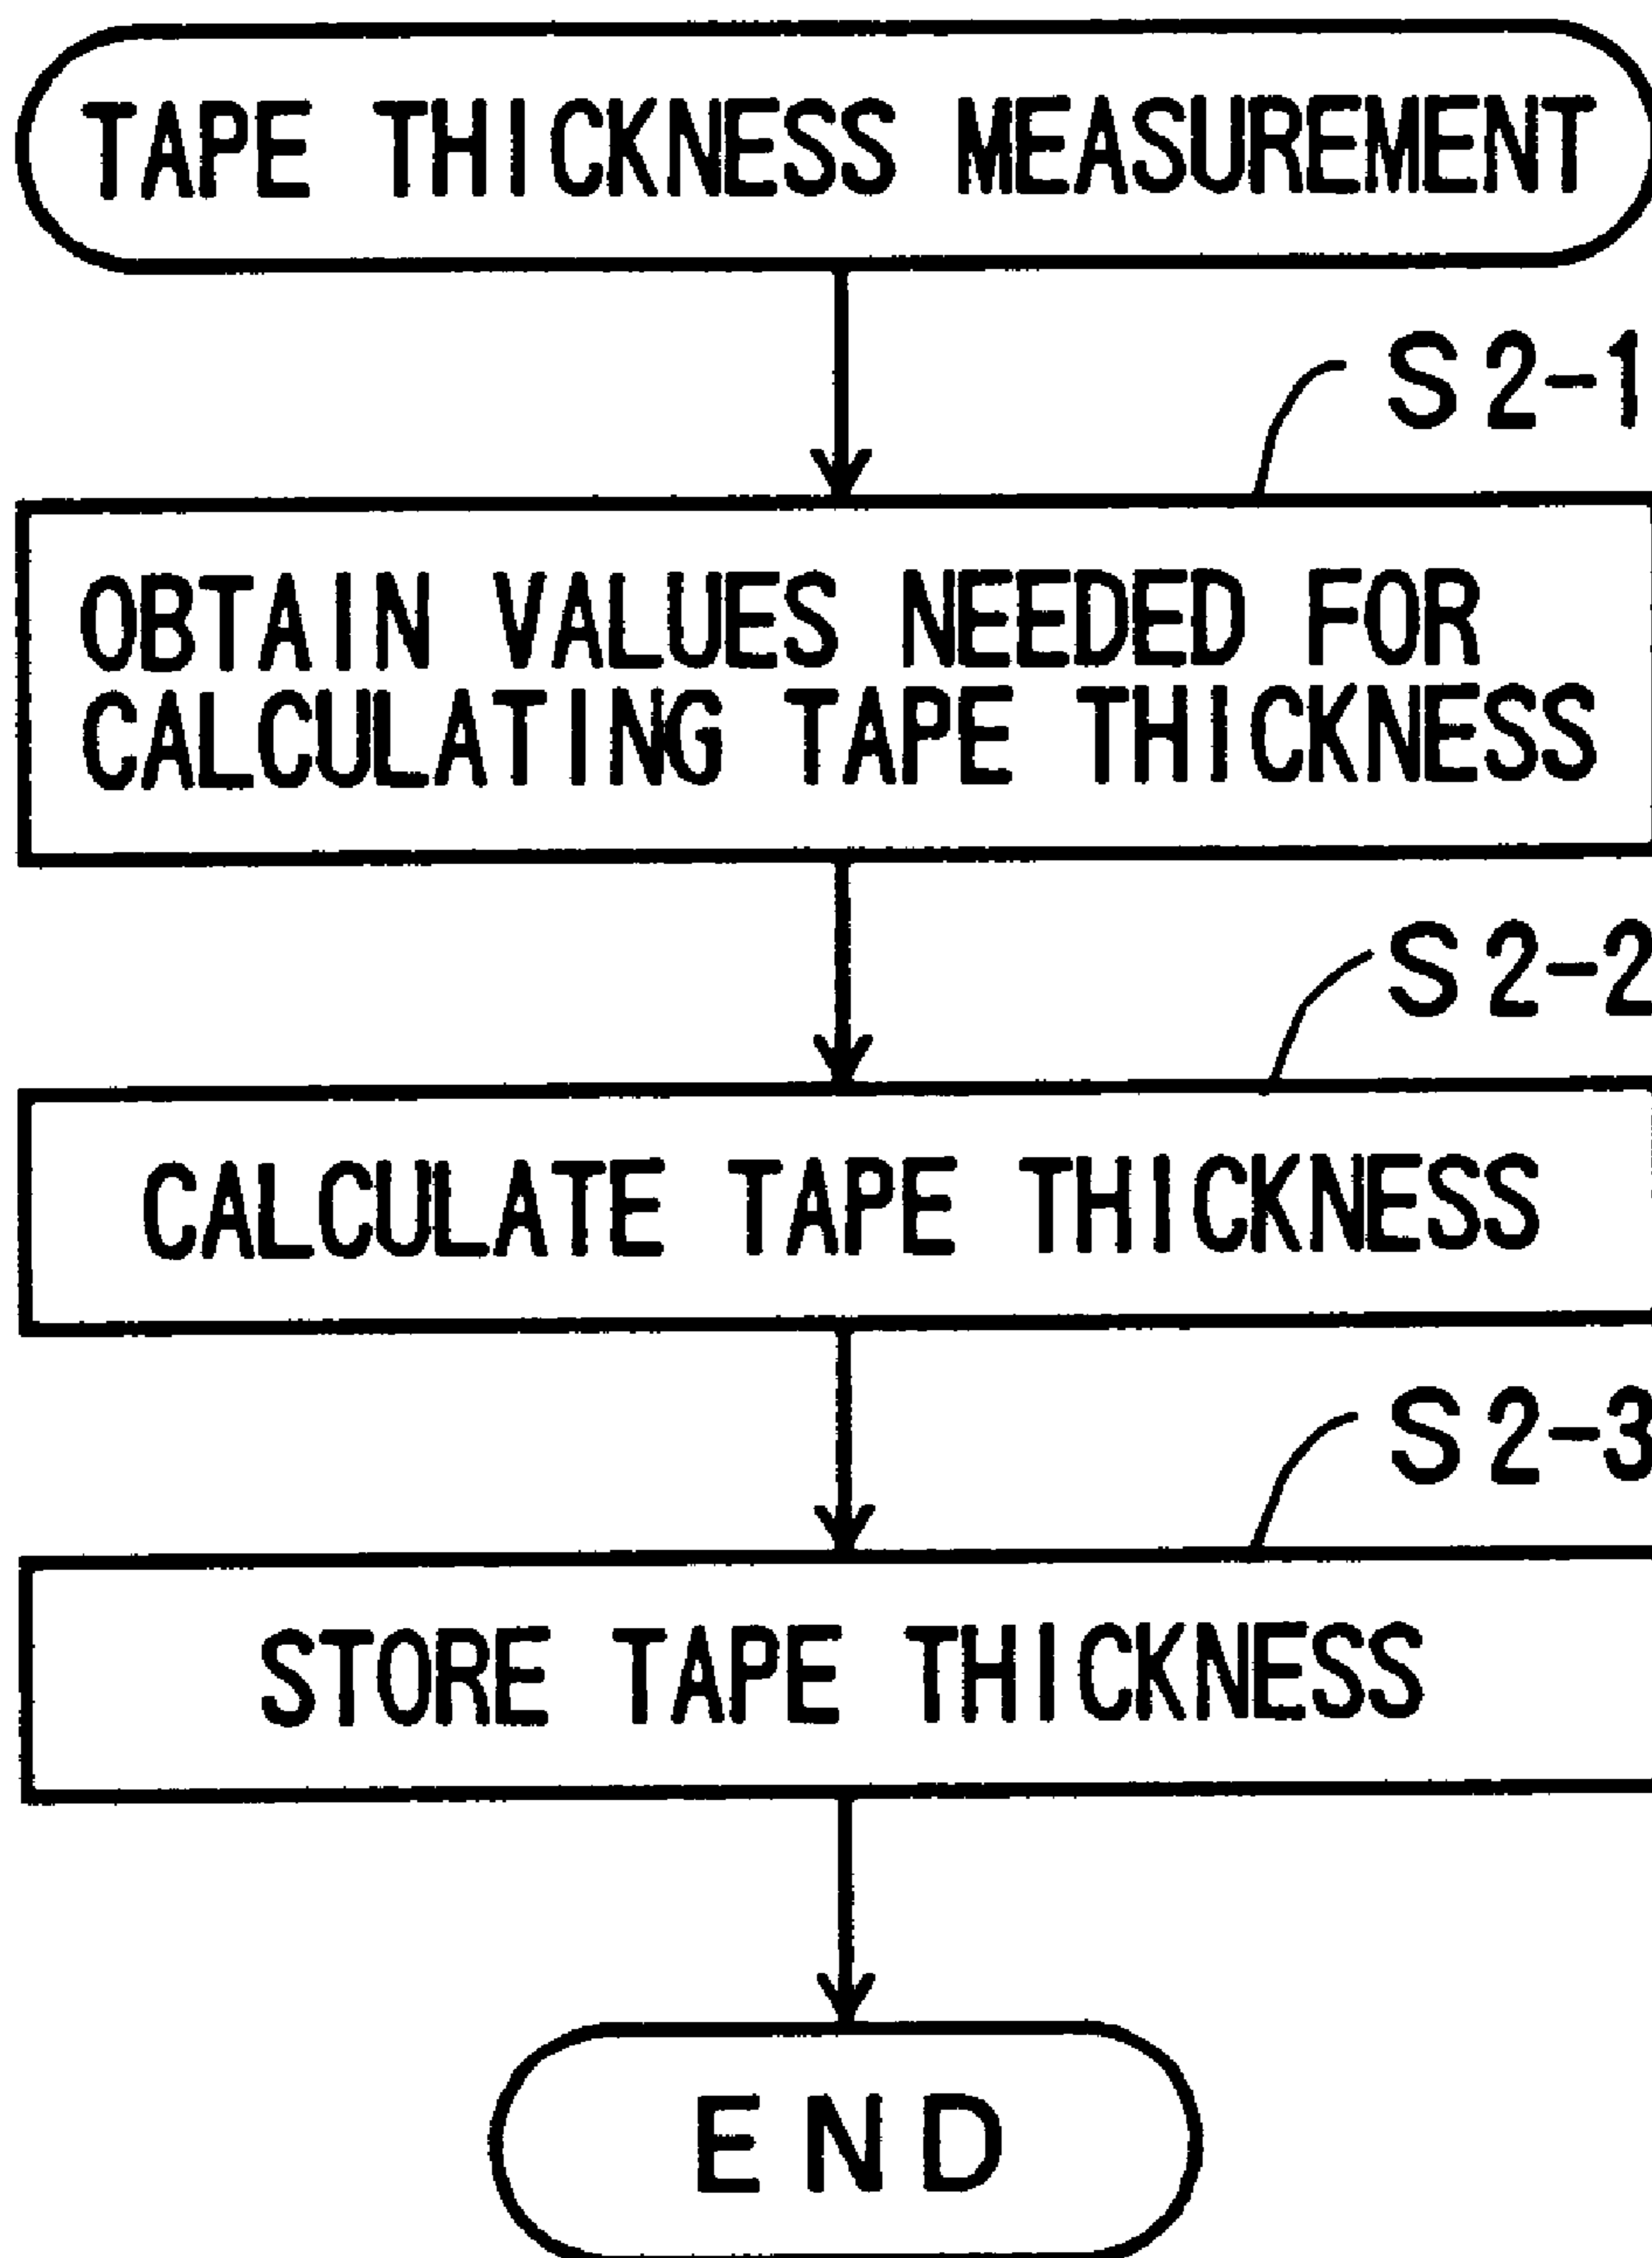 TAPE THICKNESS MEASUREMENT
S2-1
OBTAIN VALUES NEEDED FOR
CALCULATING TAPE THICKNESS
S2-2
CALCULATE TAPE THICKNESS
S2-3
STORE TAPE THICKNESS
END